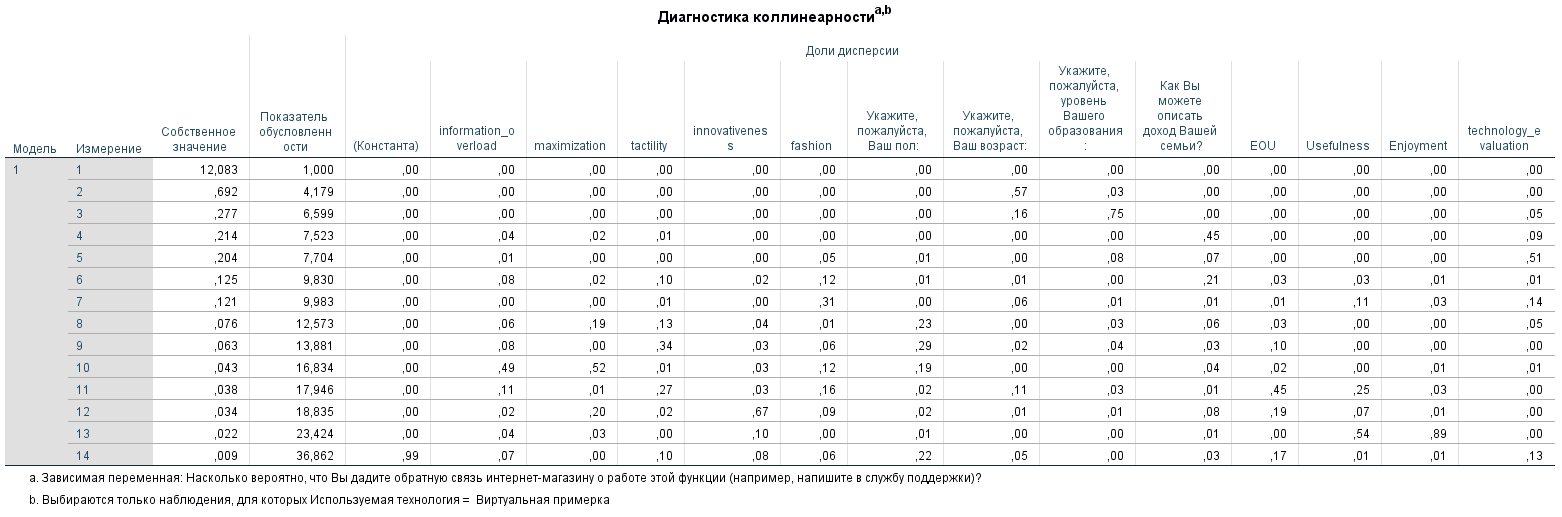 Диагностика коллинеарностиa,b
Доли дисперсии
Модель Измерение Собственное значение Показатель обусловленн ости (Константа) information_o verload maximization tactility innovativenes s fashion Укажите, пожалуйста, Ваш пол: Укажите, пожалуйста, Ваш возраст: Укажите, пожалуйста, уровень Вашего образования : Как Вы можете описать доход Вашей семьи? EOU Usefulness Enjoyment technology_e valuation
1 1 12,083 1,000 ,00 ,00 ,00 ,00 ,00 ,00 ,00 ,00 ,00 ,00 ,00 ,00 ,00 ,00
2 ,692 4,179 ,00 ,00 ,00 ,00 ,00 ,00 ,00 ,57 ,03 ,00 ,00 ,00 ,00 ,00
3 ,277 6,599 ,00 ,00 ,00 ,00 ,00 ,00 ,00 ,16 ,75 ,00 ,00 ,00 ,00 ,05
4 ,214 7,523 ,00 ,04 ,02 ,01 ,00 ,00 ,00 ,00 ,00 ,45 ,00 ,00 ,00 ,09
5 ,204 7,704 ,00 ,01 ,00 ,00 ,00 ,05 ,01 ,00 ,08 ,07 ,00 ,00 ,00 ,51
6 ,125 9,830 ,00 ,08 ,02 ,10 ,02 ,12 ,01 ,01 ,00 ,21 ,03 ,03 ,01 ,01
7 ,121 9,983 ,00 ,00 ,00 ,01 ,00 ,31 ,00 ,06 ,01 ,01 ,01 ,11 ,03 ,14
8 ,076 12,573 ,00 ,06 ,19 ,13 ,04 ,01 ,23 ,00 ,03 ,06 ,03 ,00 ,00 ,05
9 ,063 13,881 ,00 ,08 ,00 ,34 ,03 ,06 ,29 ,02 ,04 ,03 ,10 ,00 ,00 ,00
10 ,043 16,834 ,00 ,49 ,52 ,01 ,03 ,12 ,19 ,00 ,00 ,04 ,02 ,00 ,01 ,01
11 ,038 17,946 ,00 ,11 ,01 ,27 ,03 ,16 ,02 ,11 ,03 ,01 ,45 ,25 ,03 ,00
12 ,034 18,835 ,00 ,02 ,20 ,02 ,67 ,09 ,02 ,01 ,01 ,08 ,19 ,07 ,01 ,00
13 ,022 23,424 ,00 ,04 ,03 ,00 ,10 ,00 ,01 ,00 ,00 ,01 ,00 ,54 ,89 ,00
14 ,009 36,862 ,99 ,07 ,00 ,10 ,08 ,06 ,22 ,05 ,00 ,03 ,17 ,01 ,01 ,13
a. Зависимая переменная: Насколько вероятно, что Вы дадите обратную связь интернет-магазину о работе этой функции (например, напишите в службу поддержки)?
b. Выбираются только наблюдения, для которых Используемая технология = Виртуальная примерка